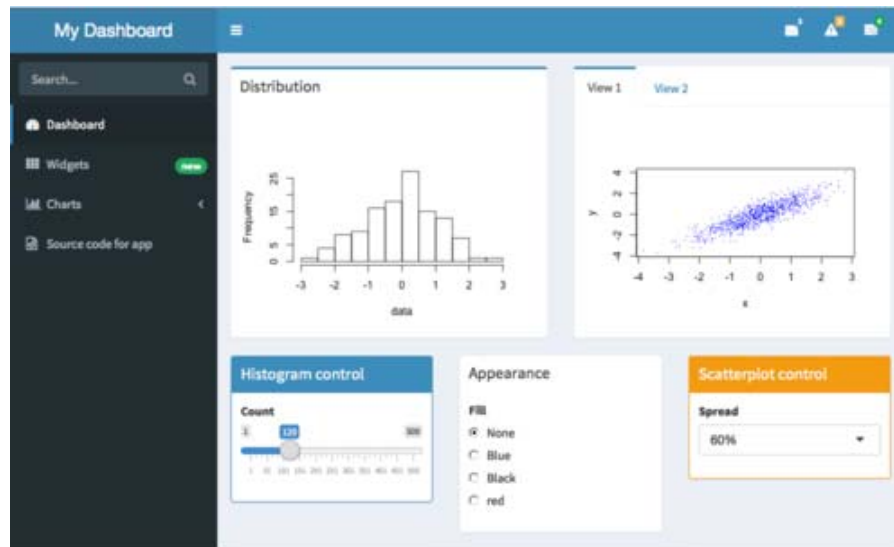 My Dashboard
Search...
Dashboard
Widgets
new
Charts
Source code for app
Distribution
Frequency
25
15
5
0
-3 -2 -1 0 1 2 3
data
View 1 View 2
4
2
0
-2
-4
y
-4 -3 -2 -1 0 1 2 3
x
Histogram control
Count
1 120 500
Appearance
Fill
None
Blue
Black
red
Scatterplot control
Spread
60%